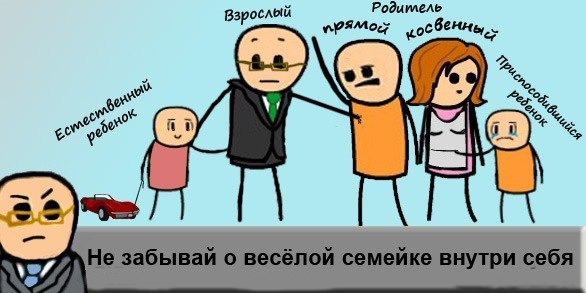 Родитель
Взрослый
прямой косвенный
Естественный
ребенок
Приспособившийся
ребенок
Не забывай о весёлой семейке внутри себя